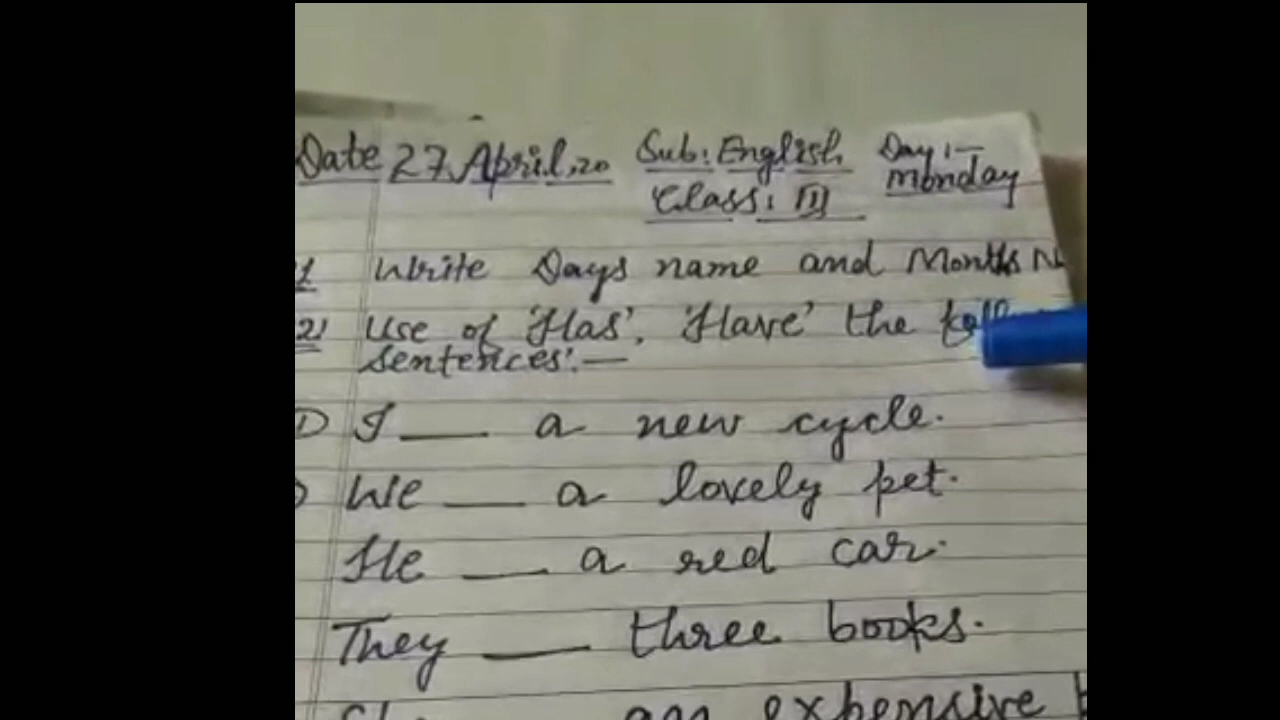 Date 27 April, 20 Sub: English Day :-
Class: III Monday
1. Write Days name and Months
2) Use of 'Has', 'Have' the
sentences:-
1) I ___ a new cycle.
We ___ a lovely pet.
He ___ a red car.
They ___ three books.
an expensive